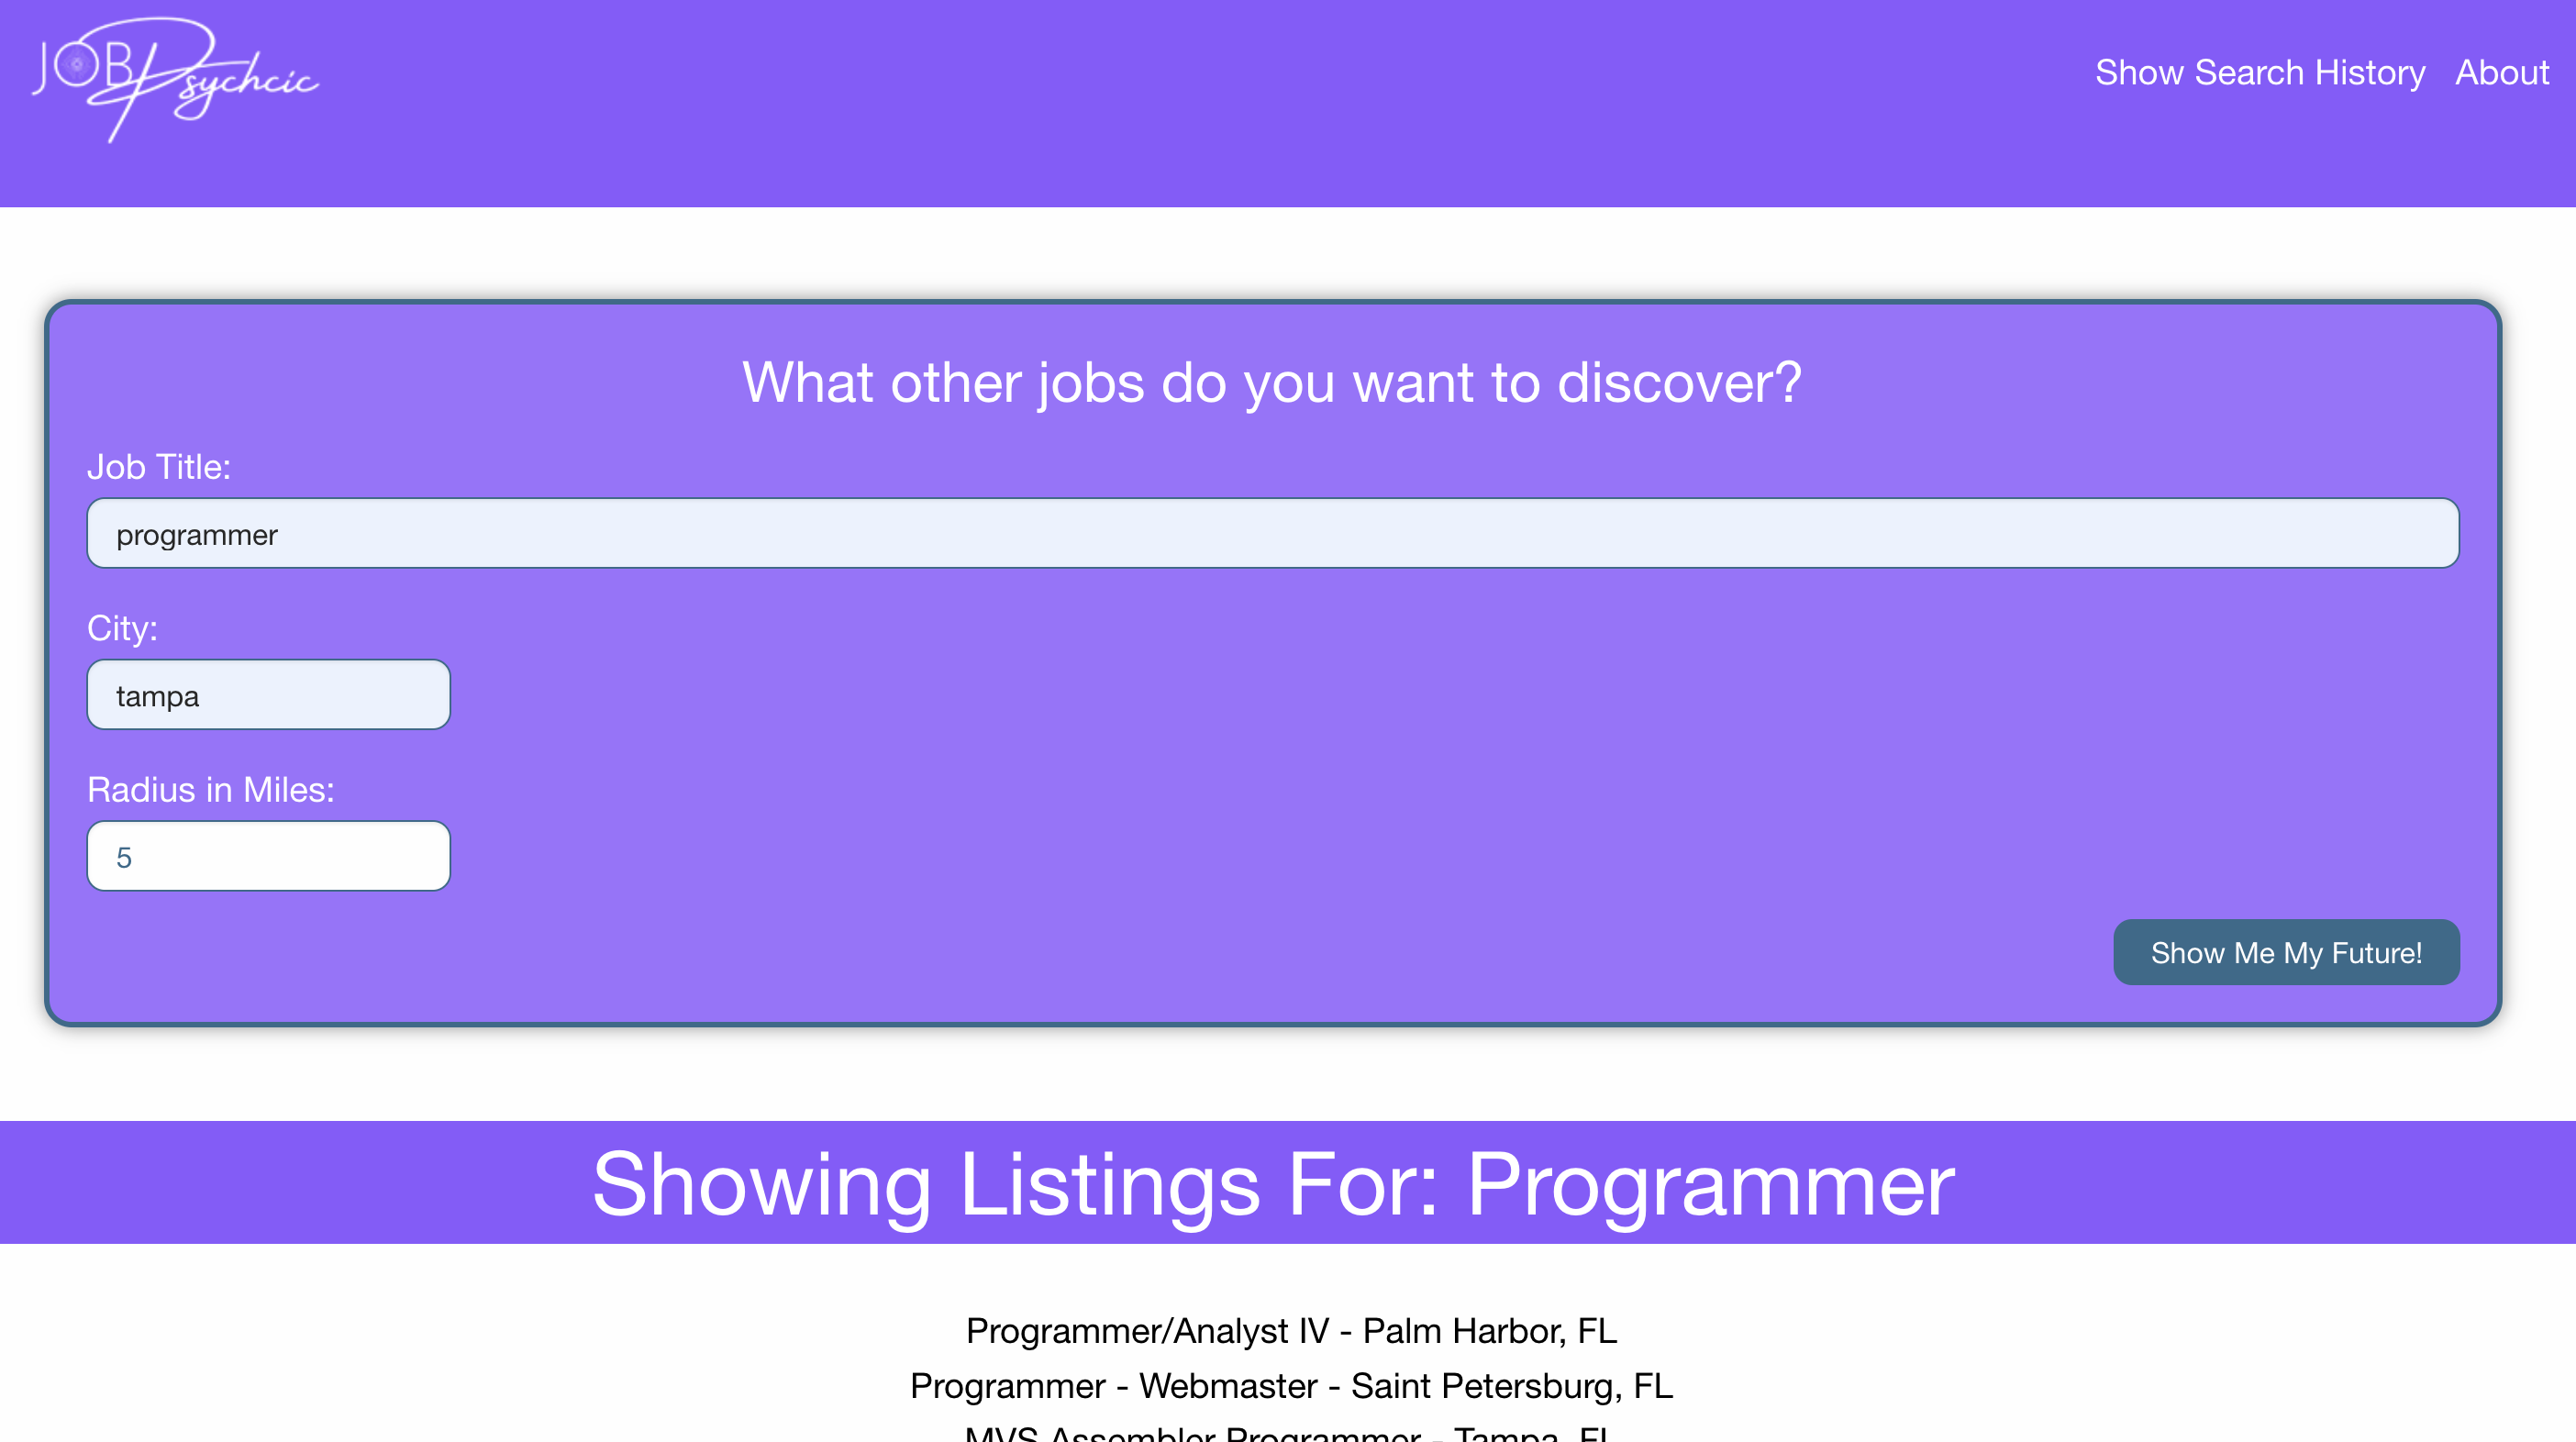 JOB Psychcic
Show Search History About
What other jobs do you want to discover?
Job Title:
programmer
City:
tampa
Radius in Miles:
5
Show Me My Future!
Showing Listings For: Programmer
Programmer/Analyst IV - Palm Harbor, FL
Programmer - Webmaster - Saint Petersburg, FL
MVS Assembler Programmer - Tampa, FL